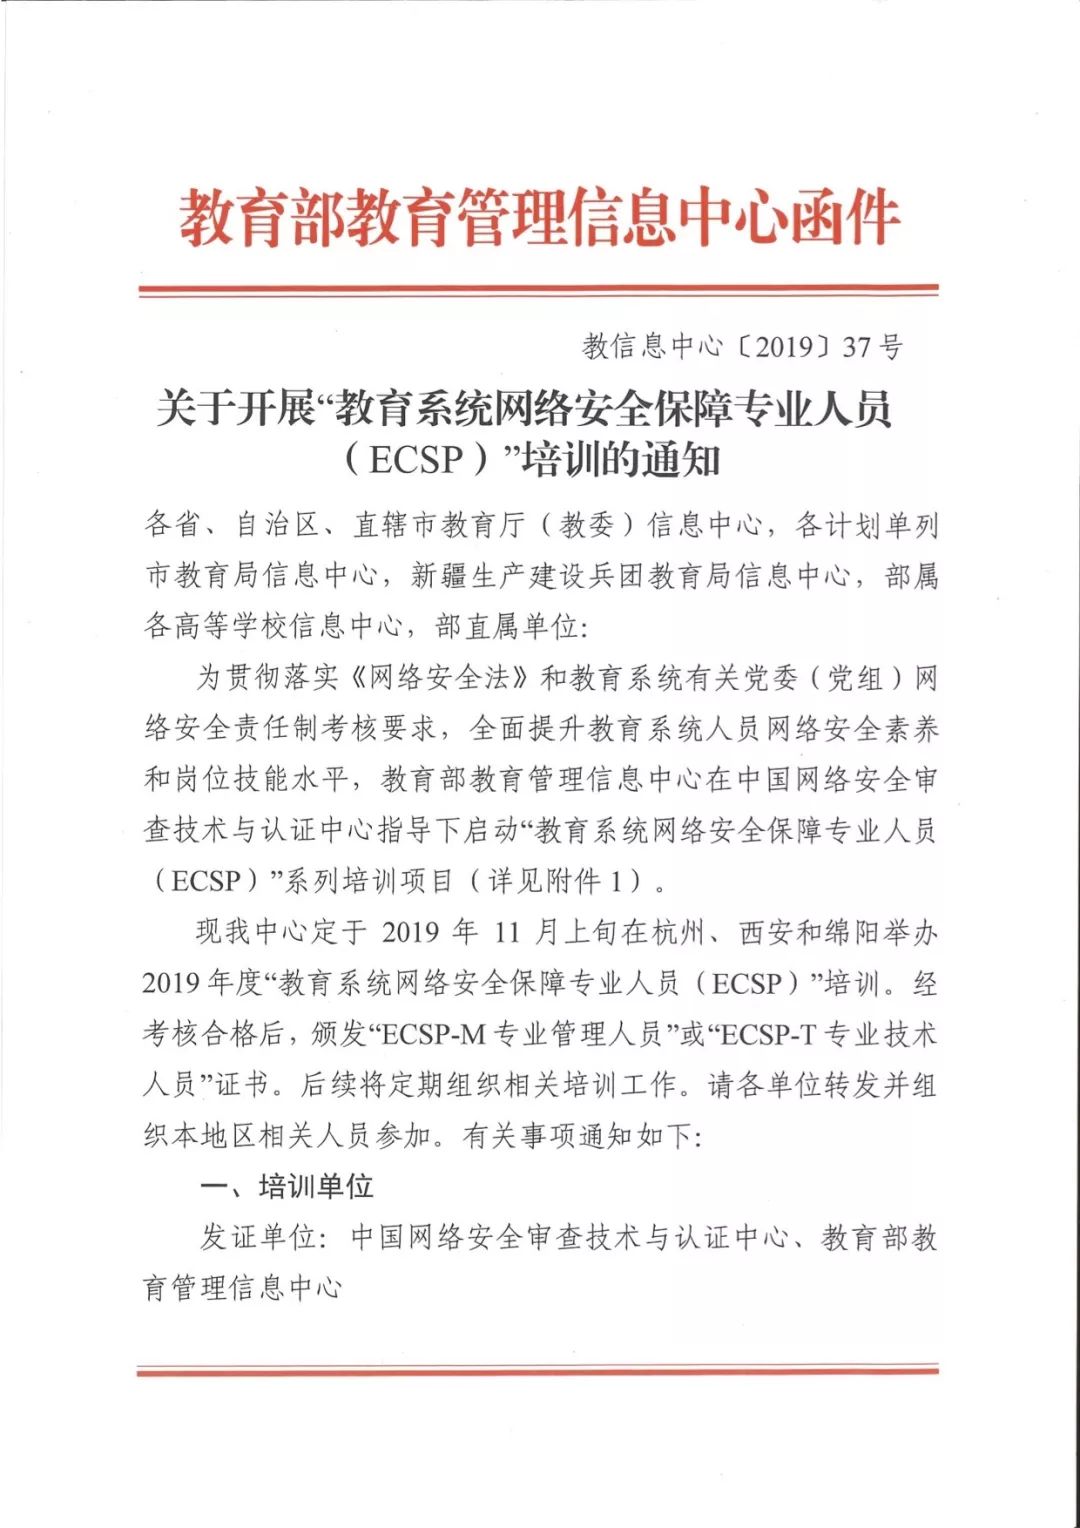 教育部教育管理信息中心函件
教信息中心〔2019〕37号
关于开展“教育系统网络安全保障专业人员
（ECSP）”培训的通知
各省、自治区、直辖市教育厅（教委）信息中心，各计划单列
市教育局信息中心，新疆生产建设兵团教育局信息中心，部属
各高等学校信息中心，部直属单位：
为贯彻落实《网络安全法》和教育系统有关党委（党组）网
络安全责任制考核要求，全面提升教育系统人员网络安全素养
和岗位技能水平，教育部教育管理信息中心在中国网络安全审
查技术与认证中心指导下启动“教育系统网络安全保障专业人员
（ECSP）”系列培训项目（详见附件1）。
现我中心定于 2019 年 11 月上旬在杭州、西安和绵阳举办
2019年度“教育系统网络安全保障专业人员（ECSP）”培训。经
考核合格后，颁发“ECSP-M专业管理人员”或“ECSP-T专业技术
人员”证书。后续将定期组织相关培训工作。请各单位转发并组
织本地区相关人员参加。有关事项通知如下：
一、培训单位
发证单位：中国网络安全审查技术与认证中心、教育部教
育管理信息中心